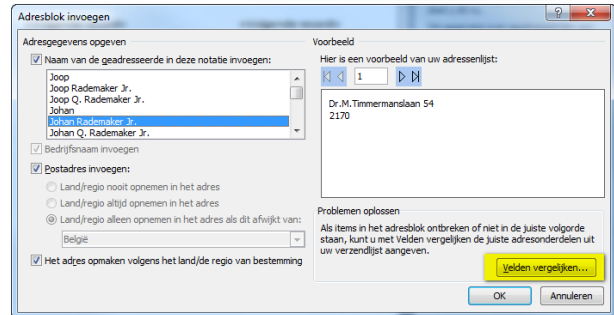 Adresblok invoegen
Adresgegevens opgeven
Naam van de geadresseerde in deze notatie invoegen:
Joop
Joop Rademaker Jr.
Joop Q. Rademaker Jr.
Johan
Johan Rademaker Jr.
Johan Q. Rademaker Jr.
Bedrijfsnaam invoegen
Postadres invoegen:
Land/regio nooit opnemen in het adres
Land/regio altijd opnemen in het adres
Land/regio alleen opnemen in het adres als dit afwijkt van:
België
Het adres opmaken volgens het land/de regio van bestemming
Voorbeeld
Hier is een voorbeeld van uw adressenlijst:
1
Dr.M.Timmermanslaan 54
2170
Problemen oplossen
Als items in het adresblok ontbreken of niet in de juiste volgorde
staan, kunt u met Velden vergelijken de juiste adresonderdelen uit
uw verzendlijst aangeven.
Velden vergelijken...
OK
Annuleren